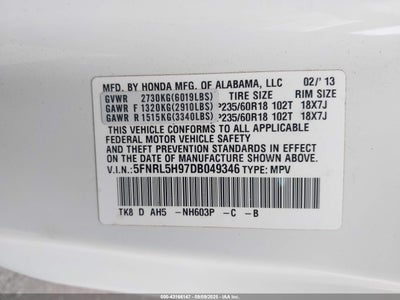 MFD. BY HONDA MFG. OF ALABAMA, LLC 02/'13
GVWR 2730KG(6019LBS) TIRE SIZE RIM SIZE
GAWR F 1320KG(2910LBS) P235/60R18 102T 18X7J
GAWR R 1515KG(3340LBS) P235/60R18 102T 18X7J
THIS VEHICLE CONFORMS TO ALL APPLICABLE
FEDERAL MOTOR VEHICLE SAFETY
AND THEFT PREVENTION STANDARDS IN EFFECT ON THE
DATE OF MANUFACTURE SHOWN ABOVE.
V.I.N.:5FNRL5H97DB049346 TYPE: MPV
TK8 D AH5 -NH603P -C -B